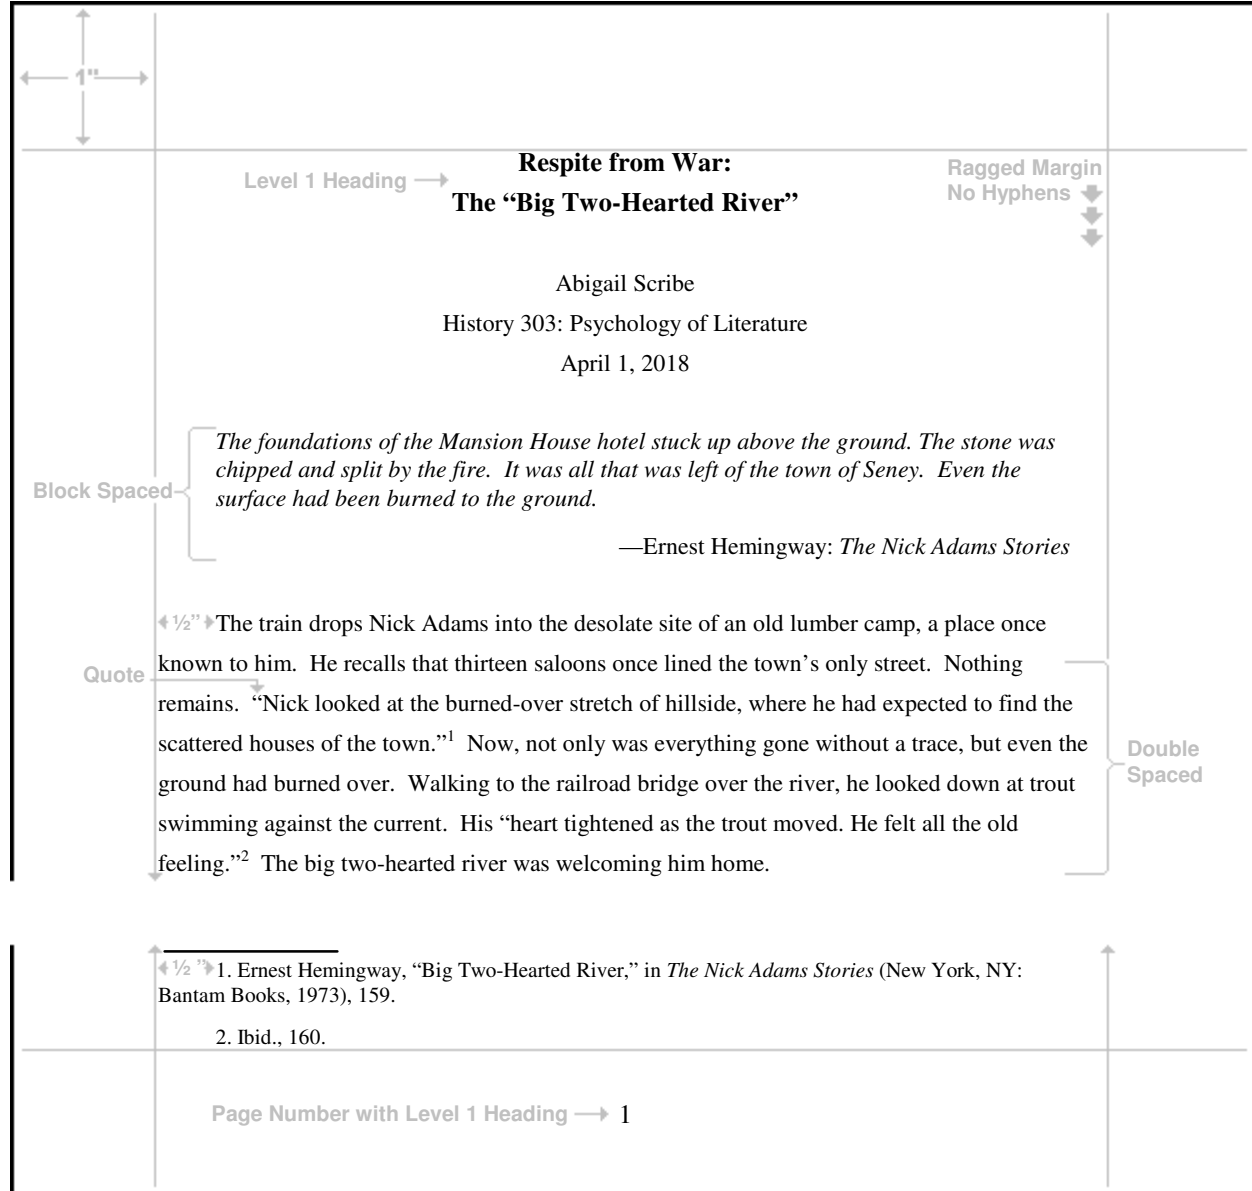 1"
Respite from War:
Level 1 Heading
The “Big Two-Hearted River”
Ragged Margin
No Hyphens
Abigail Scribe
History 303: Psychology of Literature
April 1, 2018
Block Spaced
The foundations of the Mansion House hotel stuck up above the ground. The stone was
chipped and split by the fire.  It was all that was left of the town of Seney.  Even the
surface had been burned to the ground.
—Ernest Hemingway: The Nick Adams Stories
½” The train drops Nick Adams into the desolate site of an old lumber camp, a place once
known to him.  He recalls that thirteen saloons once lined the town’s only street.  Nothing
Quote
remains.  “Nick looked at the burned-over stretch of hillside, where he had expected to find the
scattered houses of the town.”1  Now, not only was everything gone without a trace, but even the
Double
Spaced
ground had burned over.  Walking to the railroad bridge over the river, he looked down at trout
swimming against the current.  His “heart tightened as the trout moved. He felt all the old
feeling.”2  The big two-hearted river was welcoming him home.
½ ” 1. Ernest Hemingway, “Big Two-Hearted River,” in The Nick Adams Stories (New York, NY:
Bantam Books, 1973), 159.
2. Ibid., 160.
Page Number with Level 1 Heading 1